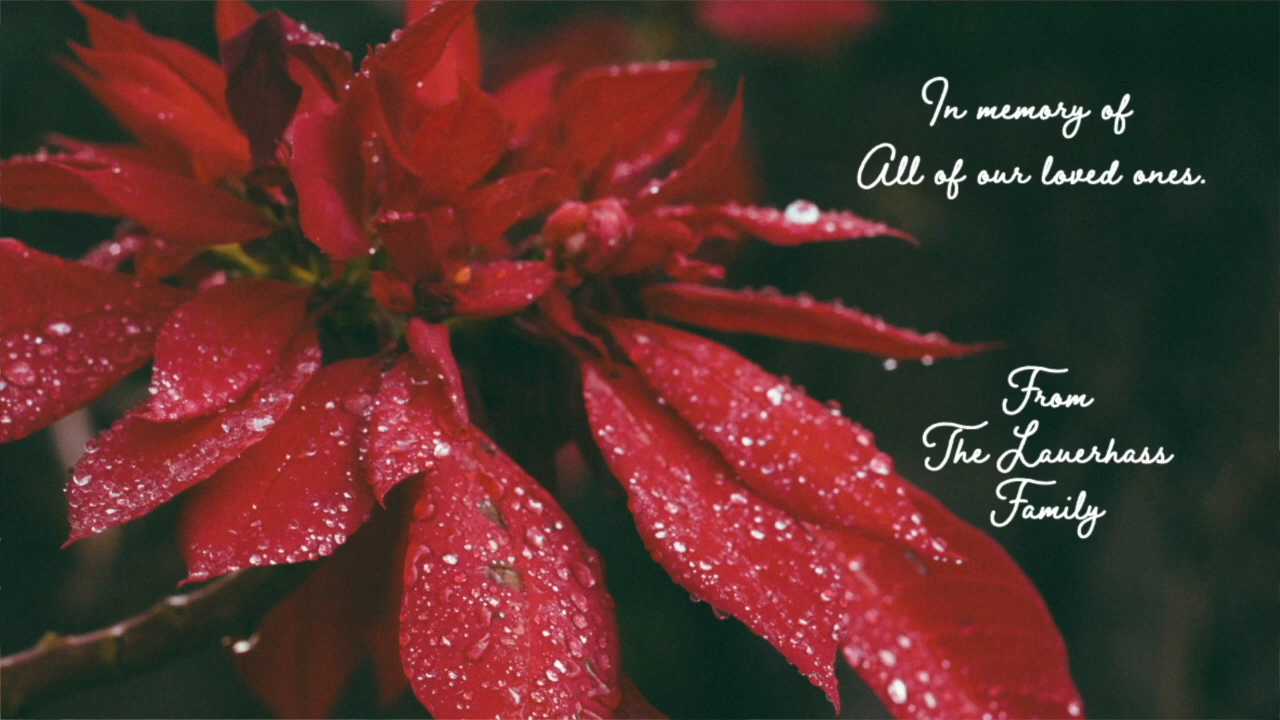 In memory of
All of our loved ones.
From
The Lauerhass
Family